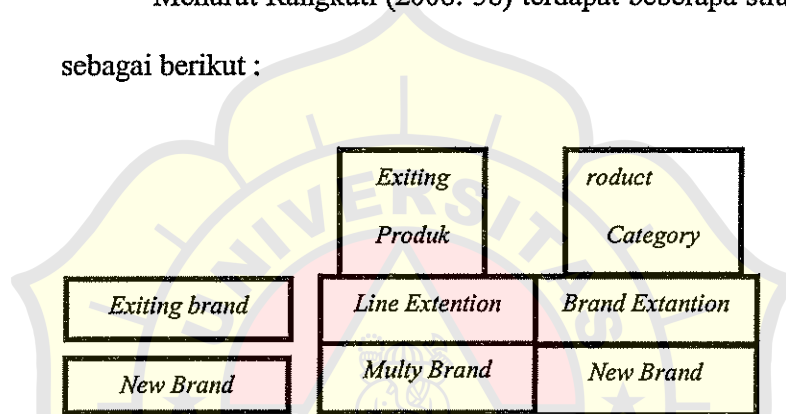 Menurut Rangkuti (2008: 98) terdapat beberapa
sebagai berikut :
Exiting
Produk
roduct
Category
Exiting brand
Line Extention
Brand Extantion
New Brand
Multy Brand
New Brand
UNIVERSITAS